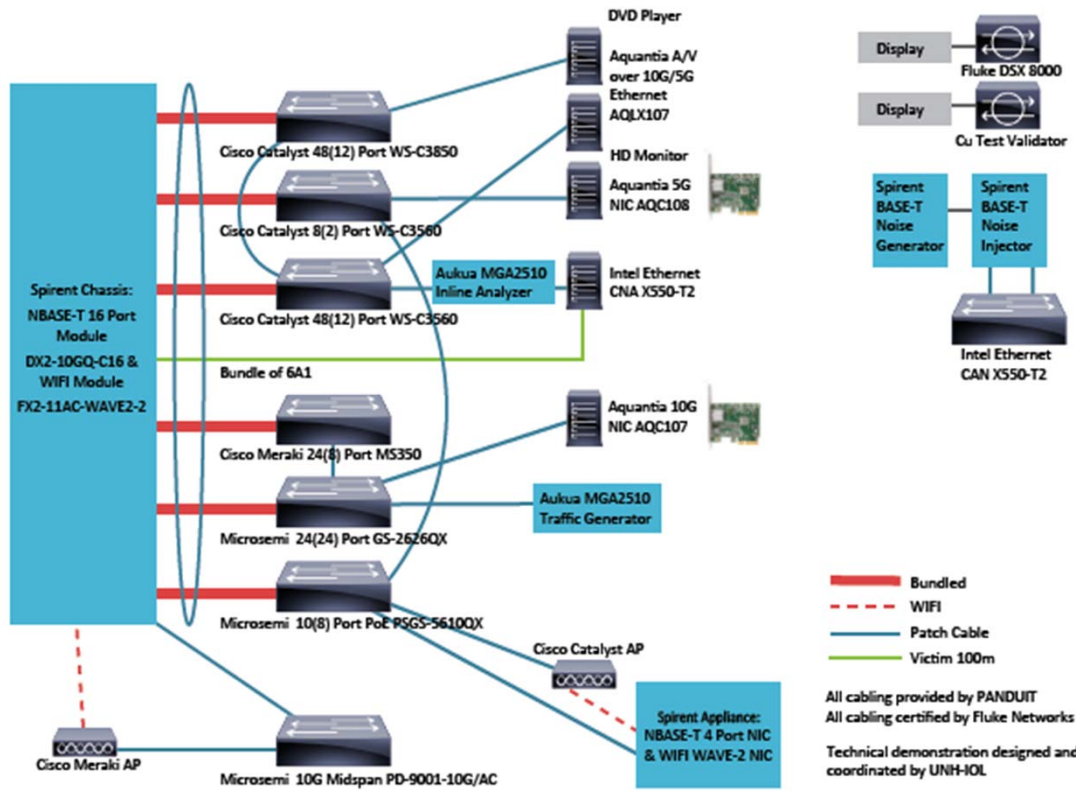 DVD Player
Aquantia A/V
over 10G/5G
Ethernet
AQLX107
HD Monitor
Aquantia 5G
NIC AQC108
Display
Fluke DSX 8000
Display
Cu Test Validator
Spirent
BASE-T
Noise
Generator
Spirent
BASE-T
Noise
Injector
Intel Ethernet
CAN X550-T2
Cisco Catalyst 48(12) Port WS-C3850
Cisco Catalyst 8(2) Port WS-C3560
Aukua MGA2510
Inline Analyzer
Intel Ethernet
CNA X550-T2
Cisco Catalyst 48(12) Port WS-C3560
Spirent Chassis:
NBASE-T 16 Port
Module
DX2-10GQ-C16 &
WIFI Module
FX2-11AC-WAVE2-2
Bundle of 6A1
Cisco Meraki 24(8) Port MS350
Aquantia 10G
NIC AQC107
Aukua MGA2510
Traffic Generator
Microsemi 24(24) Port GS-2626QX
Microsemi 10(8) Port PoE PSGS-5610QX
Cisco Catalyst AP
Spirent Appliance:
NBASE-T 4 Port NIC
& WIFI WAVE-2 NIC
Cisco Meraki AP
Microsemi 10G Midspan PD-9001-10G/AC
Bundled
WIFI
Patch Cable
Victim 100m
All cabling provided by PANDUIT
All cabling certified by Fluke Networks
Technical demonstration designed and
coordinated by UNH-IOL